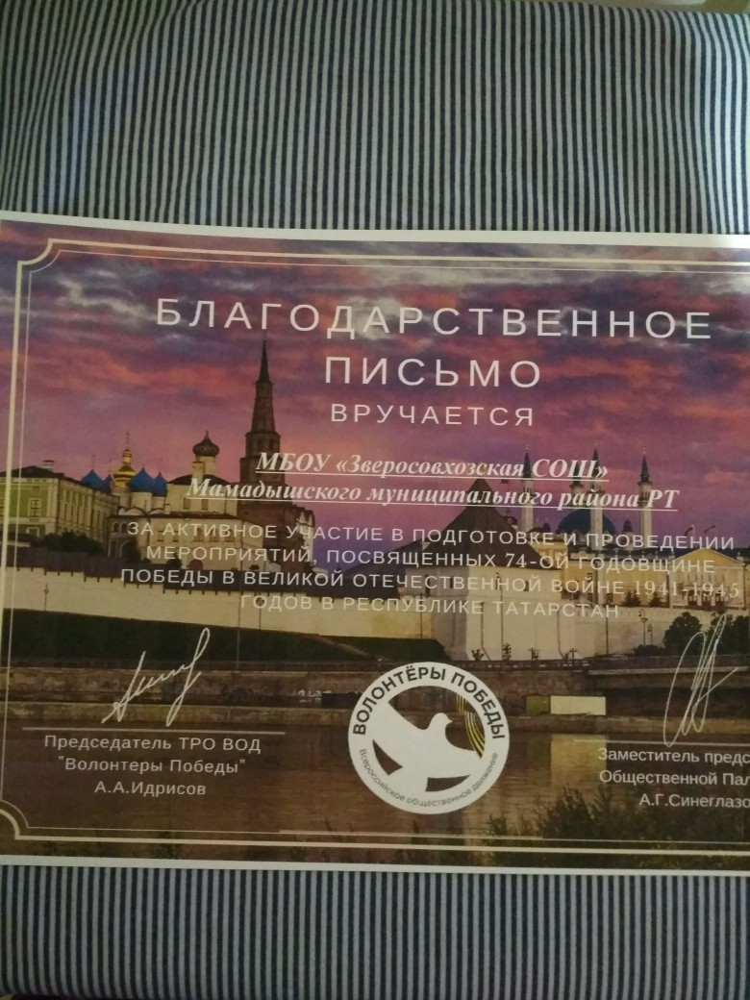 БЛАГОДАРСТВЕННОЕ
ПИСЬМО
ВРУЧАЕТСЯ
МБОУ «Зверосовхозская СОШ»
Мамадышского муниципального района РТ
ЗА АКТИВНОЕ УЧАСТИЕ В ПОДГОТОВКЕ И ПРОВЕДЕНИИ
МЕРОПРИЯТИЙ, ПОСВЯЩЕННЫХ 74-ОЙ ГОДОВЩИНЕ
ПОБЕДЫ В ВЕЛИКОЙ ОТЕЧЕСТВЕННОЙ ВОЙНЕ 1941-1945
ГОДОВ В РЕСПУБЛИКЕ ТАТАРСТАН
Председатель ТРО ВОД
"Волонтеры Победы"
А.А.Идрисов
ВОЛОНТЁРЫ ПОБЕДЫ
Всероссийское общественное движение
Заместитель предс
Общественной Пал
А.Г.Синеглазо